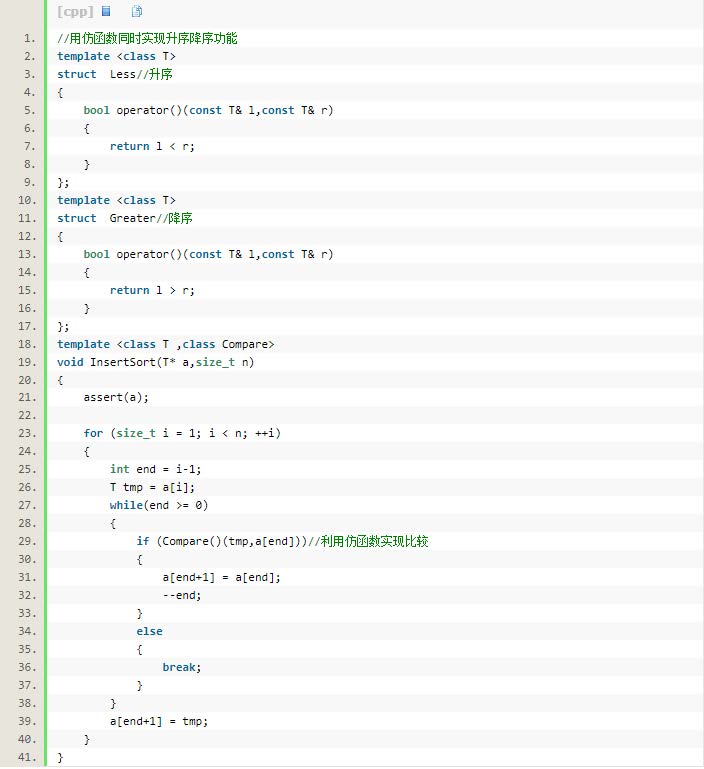 [cpp]
1. //用仿函数同时实现升序降序功能
2. template <class T>
3. struct  Less//升序
4. {
5.     bool operator()(const T& l,const T& r)
6.     {
7.         return l < r;
8.     }
9. };
10. template <class T>
11. struct  Greater//降序
12. {
13.     bool operator()(const T& l,const T& r)
14.     {
15.         return l > r;
16.     }
17. };
18. template <class T ,class Compare>
19. void InsertSort(T* a,size_t n)
20. {
21.     assert(a);
22.
23.     for (size_t i = 1; i < n; ++i)
24.     {
25.         int end = i-1;
26.         T tmp = a[i];
27.         while(end >= 0)
28.         {
29.             if (Compare()(tmp,a[end]))//利用仿函数实现比较
30.             {
31.                 a[end+1] = a[end];
32.                 --end;
33.             }
34.             else
35.             {
36.                 break;
37.             }
38.         }
39.         a[end+1] = tmp;
40.     }
41. }